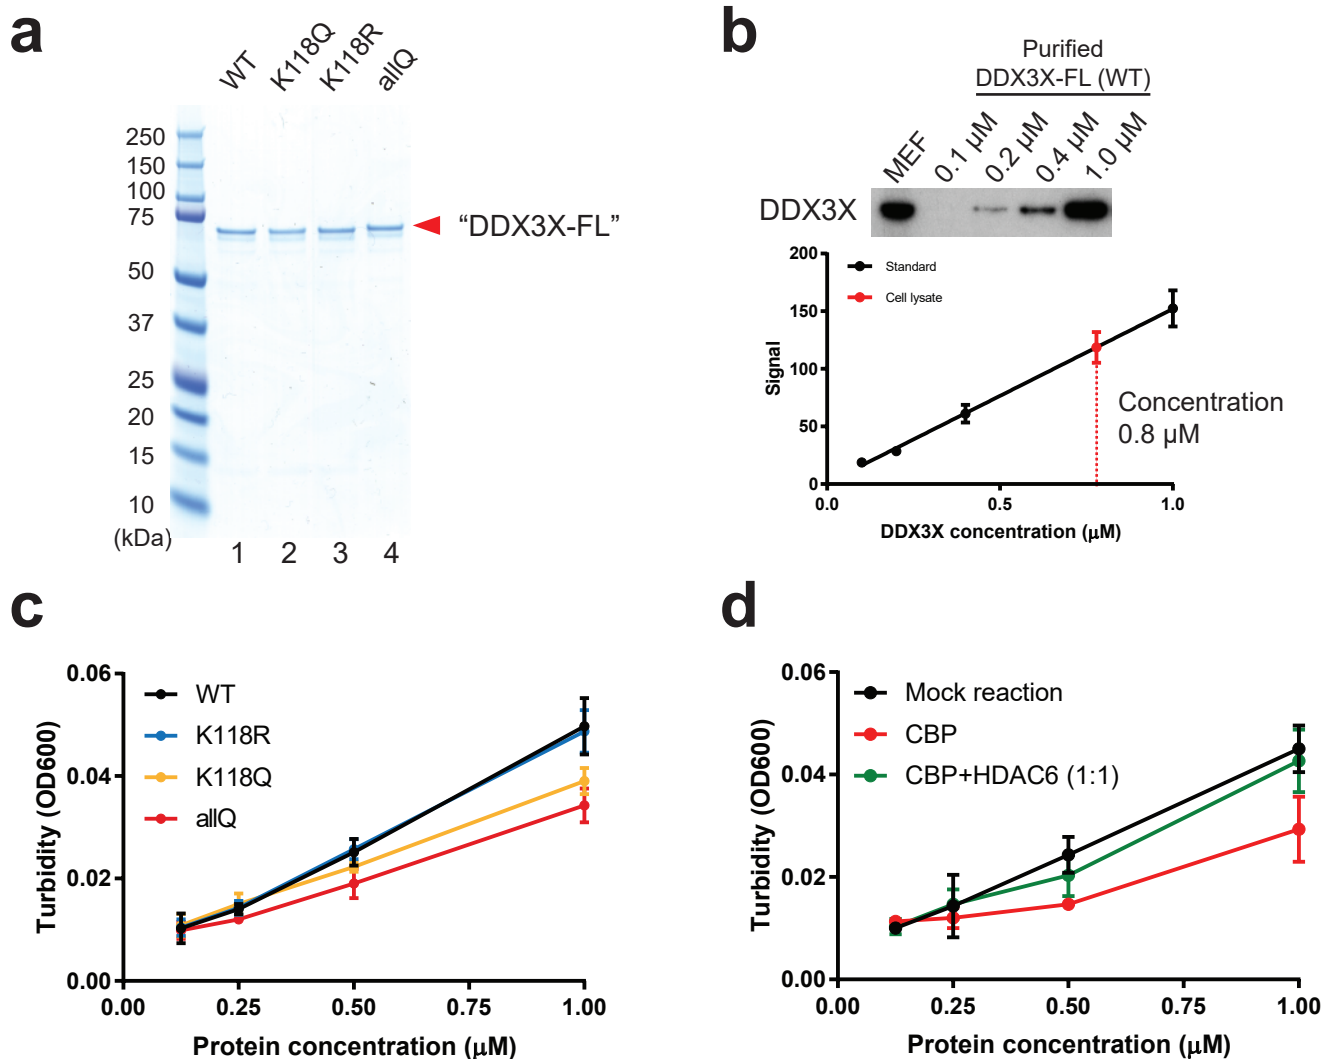 a
WT
K118Q
K118R
allQ
250
150
100
75
50
37
25
20
15
10
(kDa)
"DDX3X-FL"
1 2 3 4
b
Purified
DDX3X-FL (WT)
MEF
0.1 µM
0.2 µM
0.4 µM
1.0 µM
DDX3X
200
150
100
50
0
Signal
Standard
Cell lysate
Concentration
0.8 µM
0.0 0.5 1.0
DDX3X concentration (µM)
c
0.06
0.04
0.02
0.00
Turbidity (OD600)
WT
K118R
K118Q
allQ
0.00 0.25 0.50 0.75 1.00
Protein concentration (µM)
d
0.06
0.04
0.02
0.00
Turbidity (OD600)
Mock reaction
CBP
CBP+HDAC6 (1:1)
0.00 0.25 0.50 0.75 1.00
Protein concentration (µM)